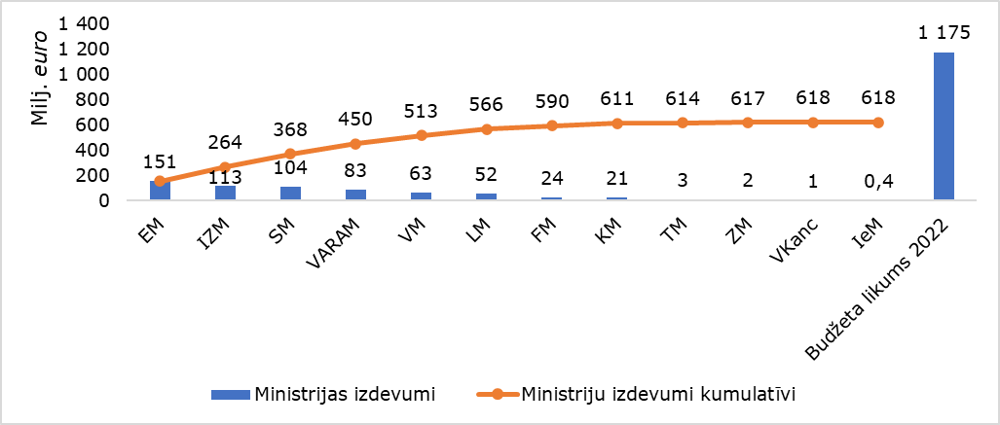 Milj. euro
1 400
1 200
1 000
800
600
400
200
0
151
264
368
450
513
566
590
611
614
617
618
618
1 175
113
104
83
63
52
24
21
3
2
1
0,4
EM
IZM
SM
VARAM
VM
LM
FM
KM
TM
ZM
VKanc
IeM
Budžeta likums 2022
Ministrijas izdevumi
Ministriju izdevumi kumulatīvi